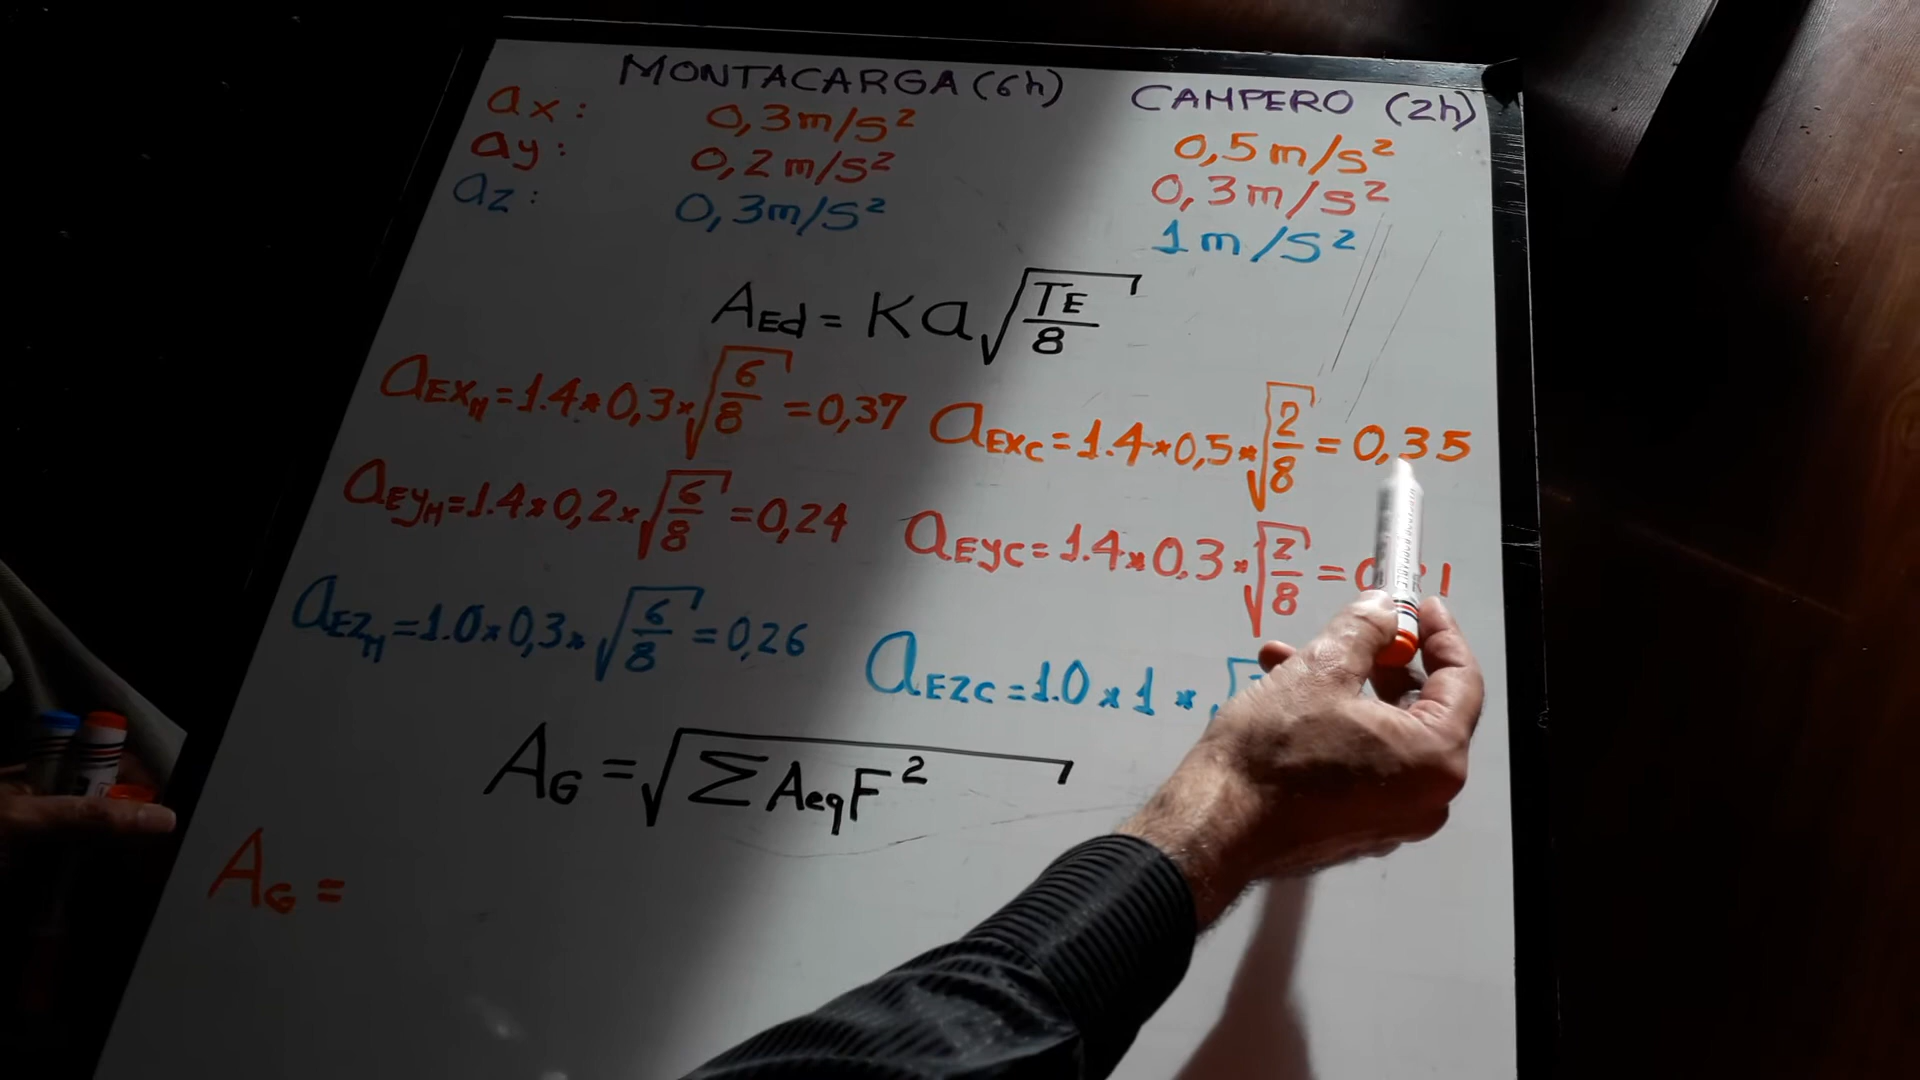 MONTACARGA (6h) CAMPERO (2h)
ax: 0,3m/s² 0,5m/s²
ay: 0,2m/s² 0,3m/s²
az: 0,3m/s² 1m/s²
AEd = Ka√TE/8
aExM = 1.4*0,3*√6/8 = 0,37 aExC = 1.4*0,5*√2/8 = 0,35
aEyM = 1.4*0,2*√6/8 = 0,24 aEyC = 1.4*0.3*√2/8 =
aEzM = 1.0*0,3*√6/8 = 0,26 aEzC = 1.0*1*√
AG = √ΣAeqF²
AG =